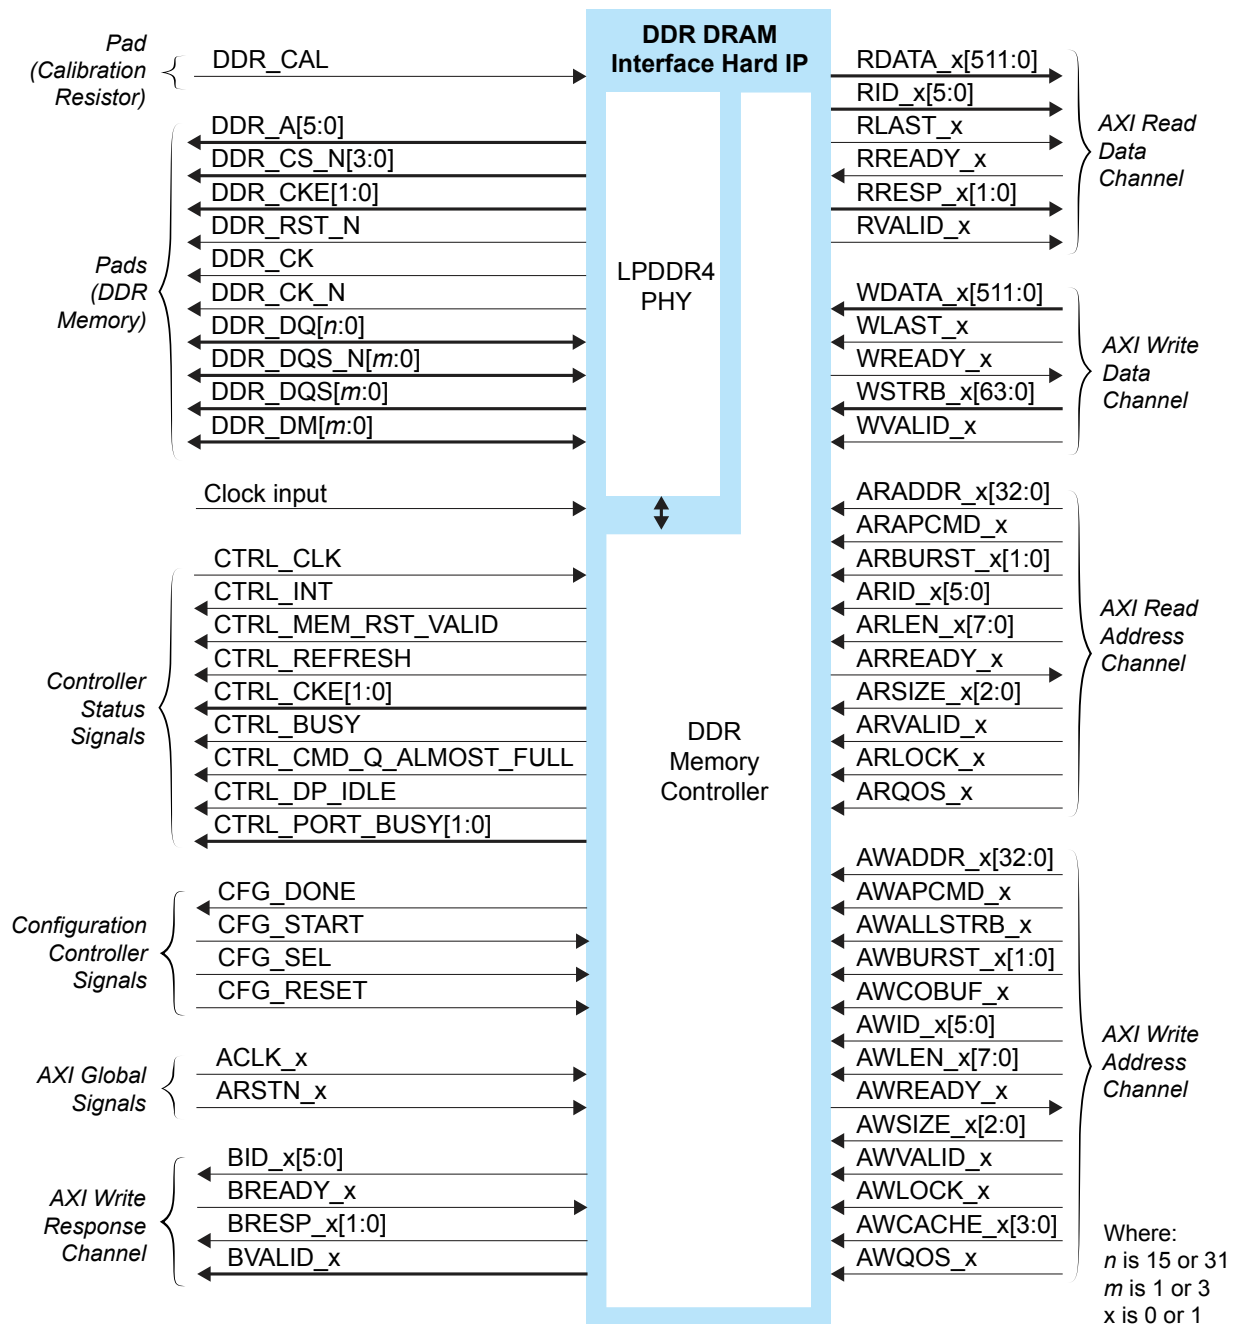 DDR DRAM
Interface Hard IP
Pad
(Calibration
Resistor)
DDR_CAL
Pads
(DDR
Memory)
DDR_A[5:0]
DDR_CS_N[3:0]
DDR_CKE[1:0]
DDR_RST_N
DDR_CK
DDR_CK_N
DDR_DQ[n:0]
DDR_DQS_N[m:0]
DDR_DQS[m:0]
DDR_DM[m:0]
Clock input
Controller
Status
Signals
CTRL_CLK
CTRL_INT
CTRL_MEM_RST_VALID
CTRL_REFRESH
CTRL_CKE[1:0]
CTRL_BUSY
CTRL_CMD_Q_ALMOST_FULL
CTRL_DP_IDLE
CTRL_PORT_BUSY[1:0]
Configuration
Controller
Signals
CFG_DONE
CFG_START
CFG_SEL
CFG_RESET
AXI Global
Signals
ACLK_x
ARSTN_x
AXI Write
Response
Channel
BID_x[5:0]
BREADY_x
BRESP_x[1:0]
BVALID_x
LPDDR4
PHY
DDR
Memory
Controller
RDATA_x[511:0]
RID_x[5:0]
RLAST_x
RREADY_x
RRESP_x[1:0]
RVALID_x
AXI Read
Data
Channel
WDATA_x[511:0]
WLAST_x
WREADY_x
WSTRB_x[63:0]
WVALID_x
AXI Write
Data
Channel
ARADDR_x[32:0]
ARAPCMD_x
ARBURST_x[1:0]
ARID_x[5:0]
ARLEN_x[7:0]
ARREADY_x
ARSIZE_x[2:0]
ARVALID_x
ARLOCK_x
ARQOS_x
AXI Read
Address
Channel
AWADDR_x[32:0]
AWAPCMD_x
AWALLSTRB_x
AWBURST_x[1:0]
AWCOBUF_x
AWID_x[5:0]
AWLEN_x[7:0]
AWREADY_x
AWSIZE_x[2:0]
AWVALID_x
AWLOCK_x
AWCACHE_x[3:0]
AWQOS_x
AXI Write
Address
Channel
Where:
n is 15 or 31
m is 1 or 3
x is 0 or 1